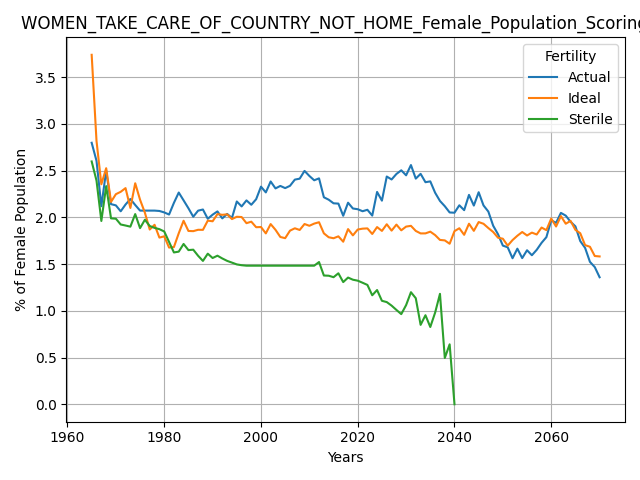 WOMEN_TAKE_CARE_OF_COUNTRY_NOT_HOME_Female_Population_Scoring
Fertility
Actual
Ideal
Sterile
% of Female Population
3.5
3.0
2.5
2.0
1.5
1.0
0.5
0.0
1960 1980 2000 2020 2040 2060
Years